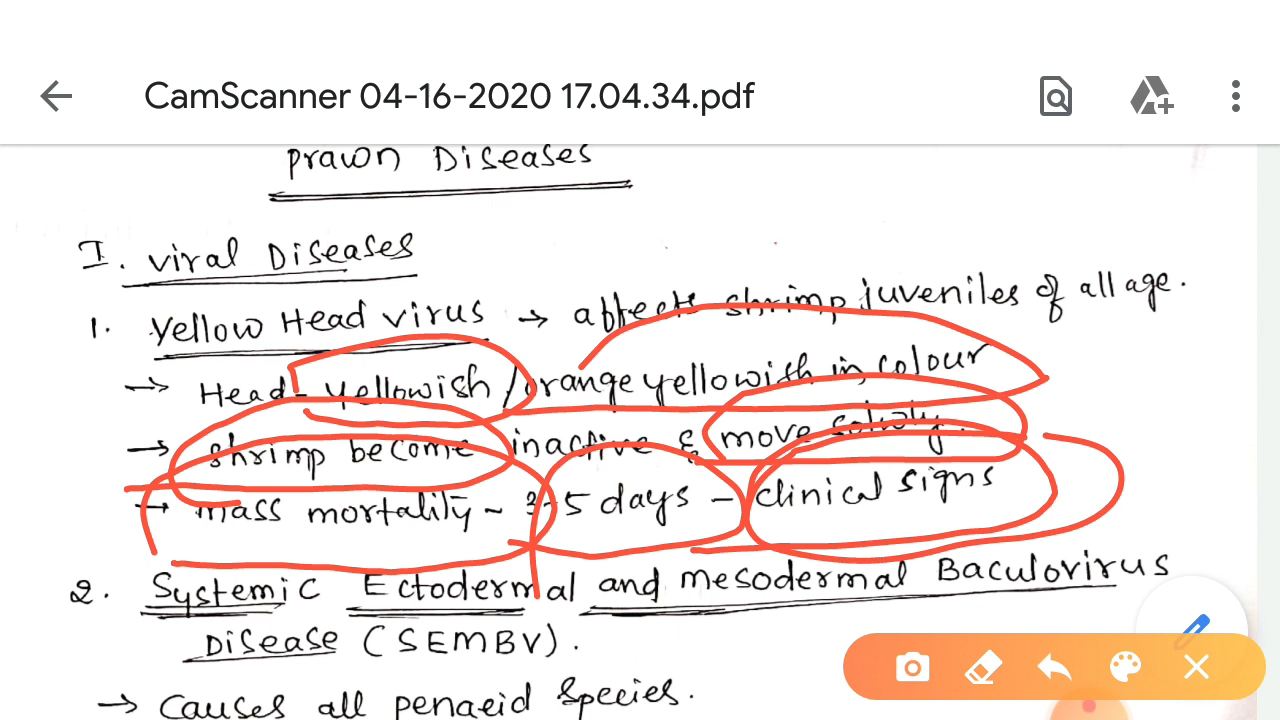 CamScanner 04-16-2020 17.04.34.pdf
Prawn Diseases
I. Viral Diseases
1. Yellow Head virus → affects shrimp juveniles of all age.
→ Head - yellowish / orange yellowish in colour
→ shrimp become inactive & move
→ mass mortality - 3-5 days - clinical signs
2. Systemic Ectodermal and mesodermal Baculovirus
Disease (SEMBV).
→ Causes all penaeid species.